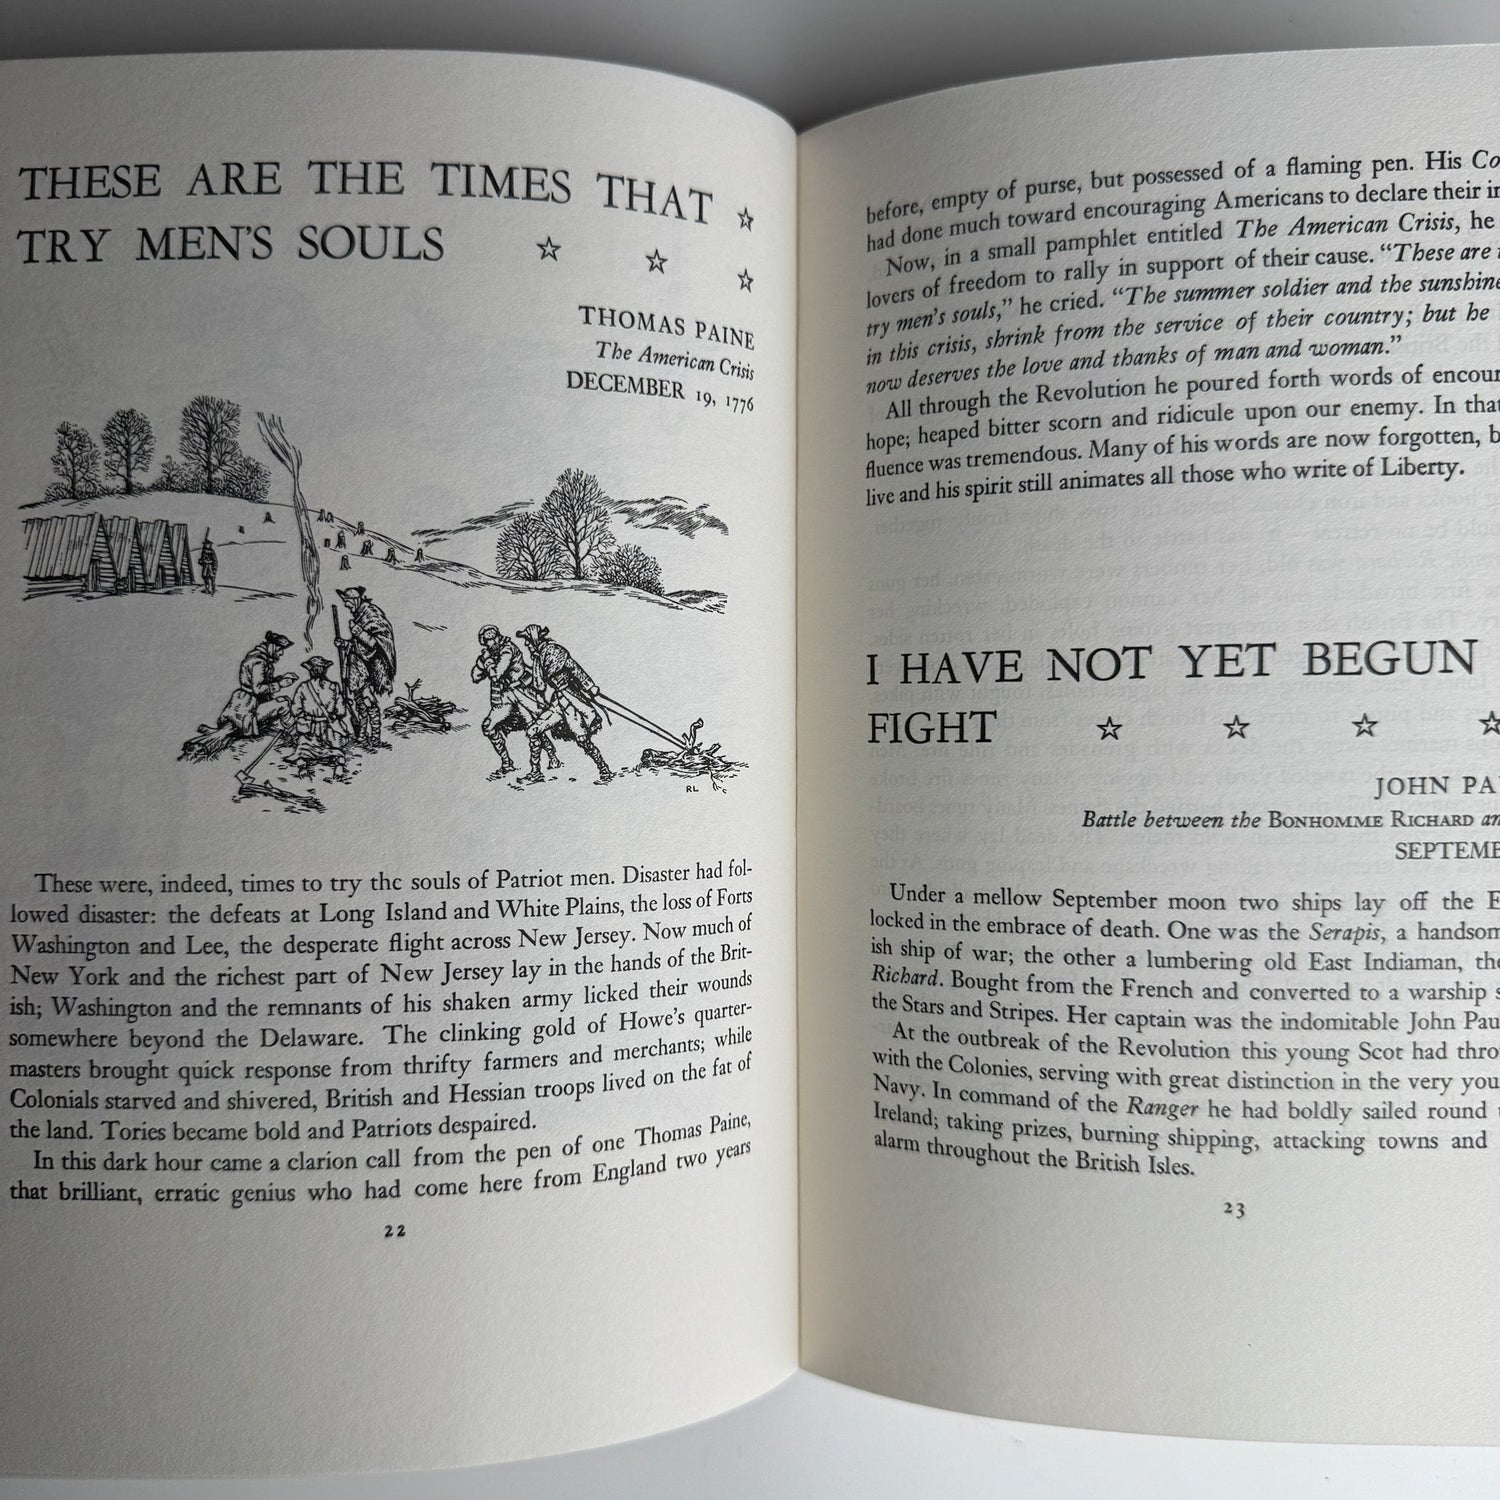 THESE ARE THE TIMES THAT ☆
TRY MEN'S SOULS ☆ ☆ ☆
THOMAS PAINE
The American Crisis
DECEMBER 19, 1776
RL
These were, indeed, times to try the souls of Patriot men. Disaster had fol-
lowed disaster: the defeats at Long Island and White Plains, the loss of Forts
Washington and Lee, the desperate flight across New Jersey. Now much of
New York and the richest part of New Jersey lay in the hands of the Brit-
ish; Washington and the remnants of his shaken army licked their wounds
somewhere beyond the Delaware. The clinking gold of Howe's quarter-
masters brought quick response from thrifty farmers and merchants; while
Colonials starved and shivered, British and Hessian troops lived on the fat of
the land. Tories became bold and Patriots despaired.
In this dark hour came a clarion call from the pen of one Thomas Paine,
that brilliant, erratic genius who had come here from England two years
22
before, empty of purse, but possessed of a flaming pen. His Co
had done much toward encouraging Americans to declare their in
Now, in a small pamphlet entitled The American Crisis, he
lovers of freedom to rally in support of their cause. "These are
try men's souls," he cried. "The summer soldier and the sunshine
in this crisis, shrink from the service of their country; but he
now deserves the love and thanks of man and woman."
All through the Revolution he poured forth words of encour
hope; heaped bitter scorn and ridicule upon our enemy. In that
fluence was tremendous. Many of his words are now forgotten, b
live and his spirit still animates all those who write of Liberty.
I HAVE NOT YET BEGUN
FIGHT ☆ ☆ ☆ ☆
JOHN PA
Battle between the BONHOMME RICHARD an
SEPTEMB
Under a mellow September moon two ships lay off the E
locked in the embrace of death. One was the Serapis, a handsom
ish ship of war; the other a lumbering old East Indiaman, the
Richard. Bought from the French and converted to a warship s
the Stars and Stripes. Her captain was the indomitable John Pau
At the outbreak of the Revolution this young Scot had thro
with the Colonies, serving with great distinction in the very you
Navy. In command of the Ranger he had boldly sailed round
Ireland; taking prizes, burning shipping, attacking towns and
alarm throughout the British Isles.
23